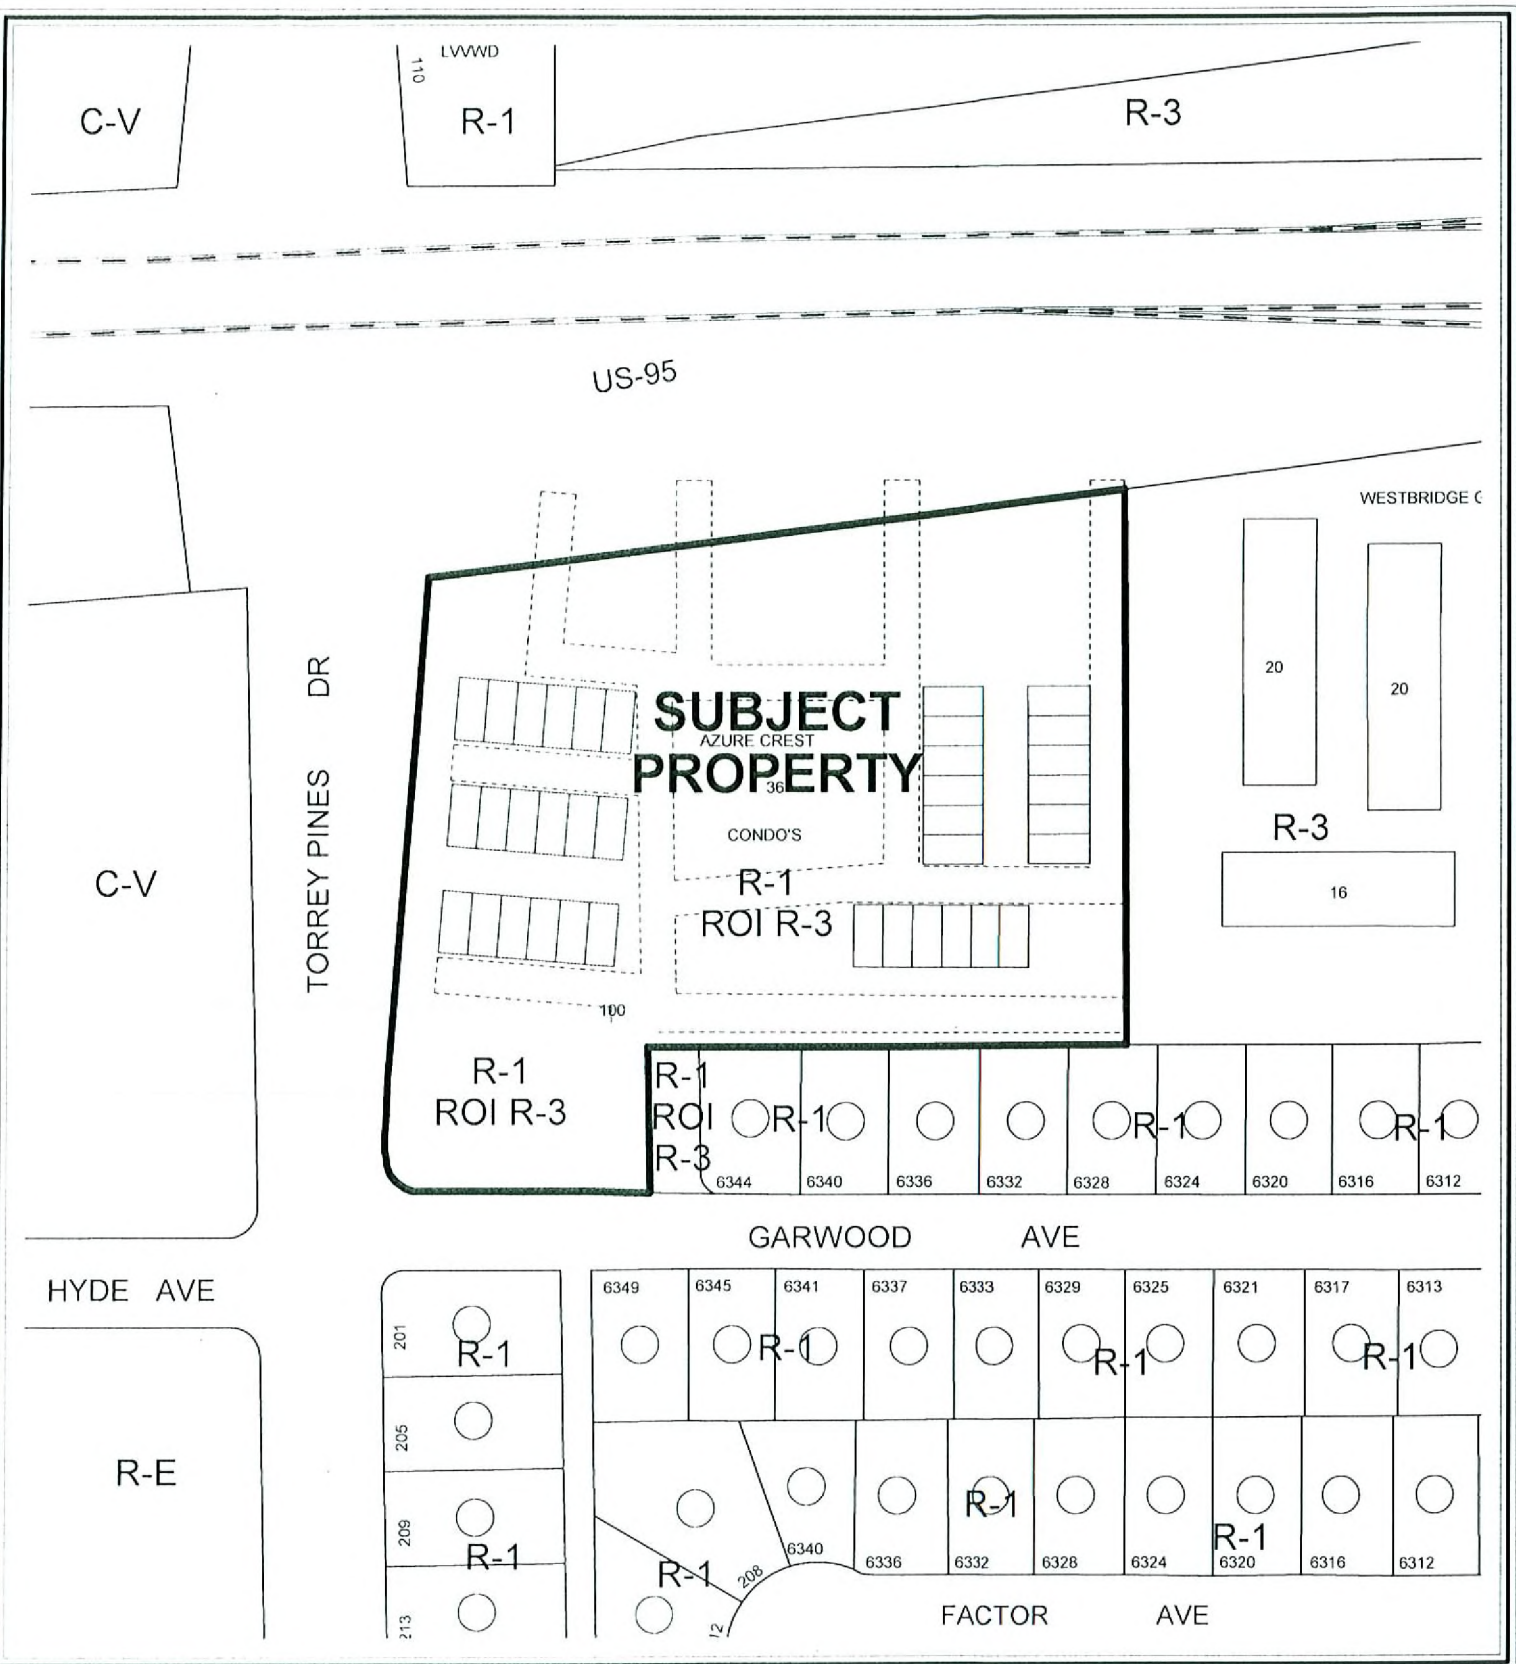 LVVWD
110
C-V
R-1
R-3
US-95
WESTBRIDGE
20
20
R-3
16
TORREY PINES DR
C-V
SUBJECT
AZURE CREST
PROPERTY
36
CONDO'S
R-1
ROI R-3
100
R-1
ROI R-3
R-1
ROI
R-3
R-1
R-1
R-1
6344
6340
6336
6332
6328
6324
6320
6316
6312
GARWOOD AVE
HYDE AVE
6349
6345
6341
6337
6333
6329
6325
6321
6317
6313
R-1
R-1
R-1
201
R-1
205
209
R-1
213
R-E
R-1
R-1
R-1
208
12
6340
6336
6332
6328
6324
6320
6316
6312
FACTOR AVE